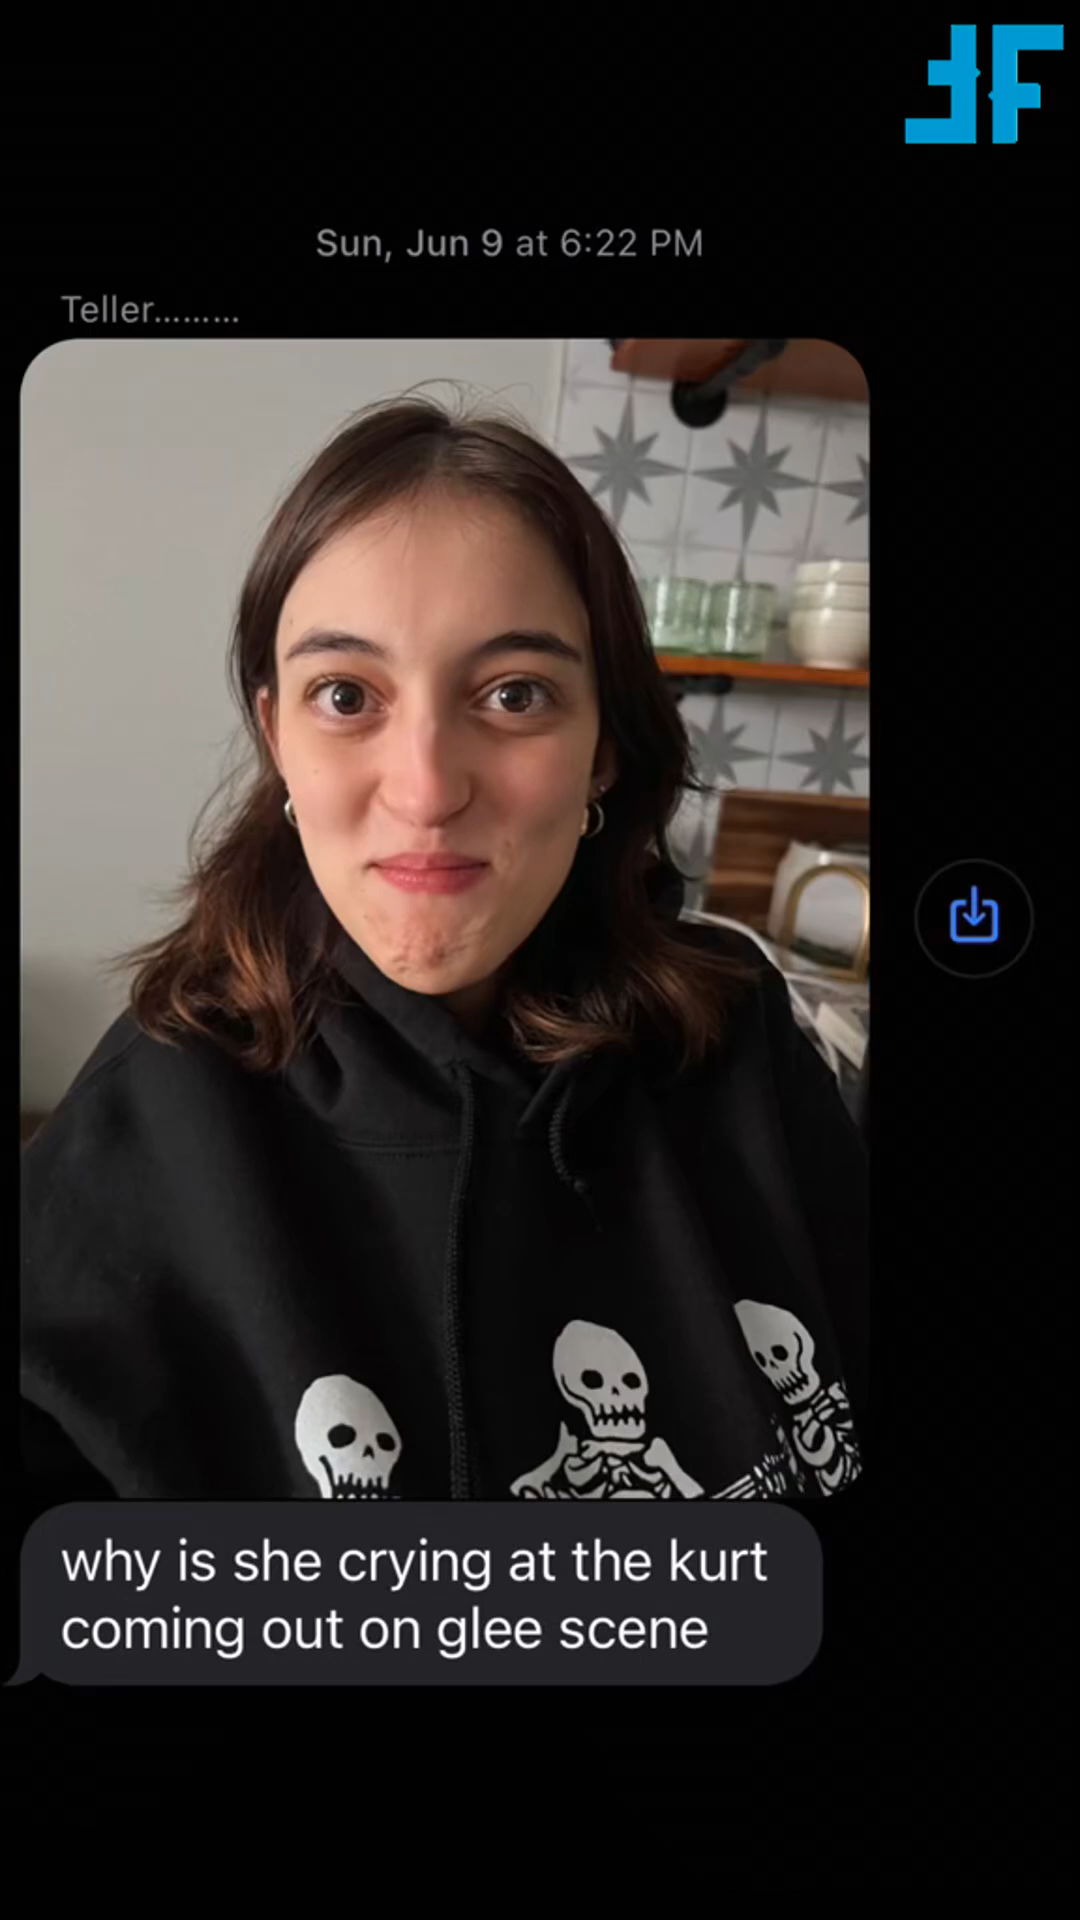 Sun, Jun 9 at 6:22 PM
Teller.........
why is she crying at the kurt
coming out on glee scene